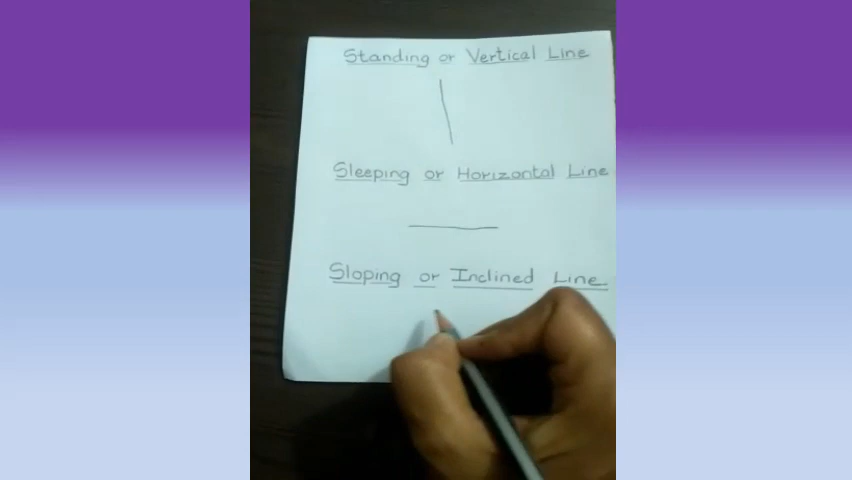 Standing or Vertical Line
Sleeping or Horizontal Line
Sloping or Inclined Line